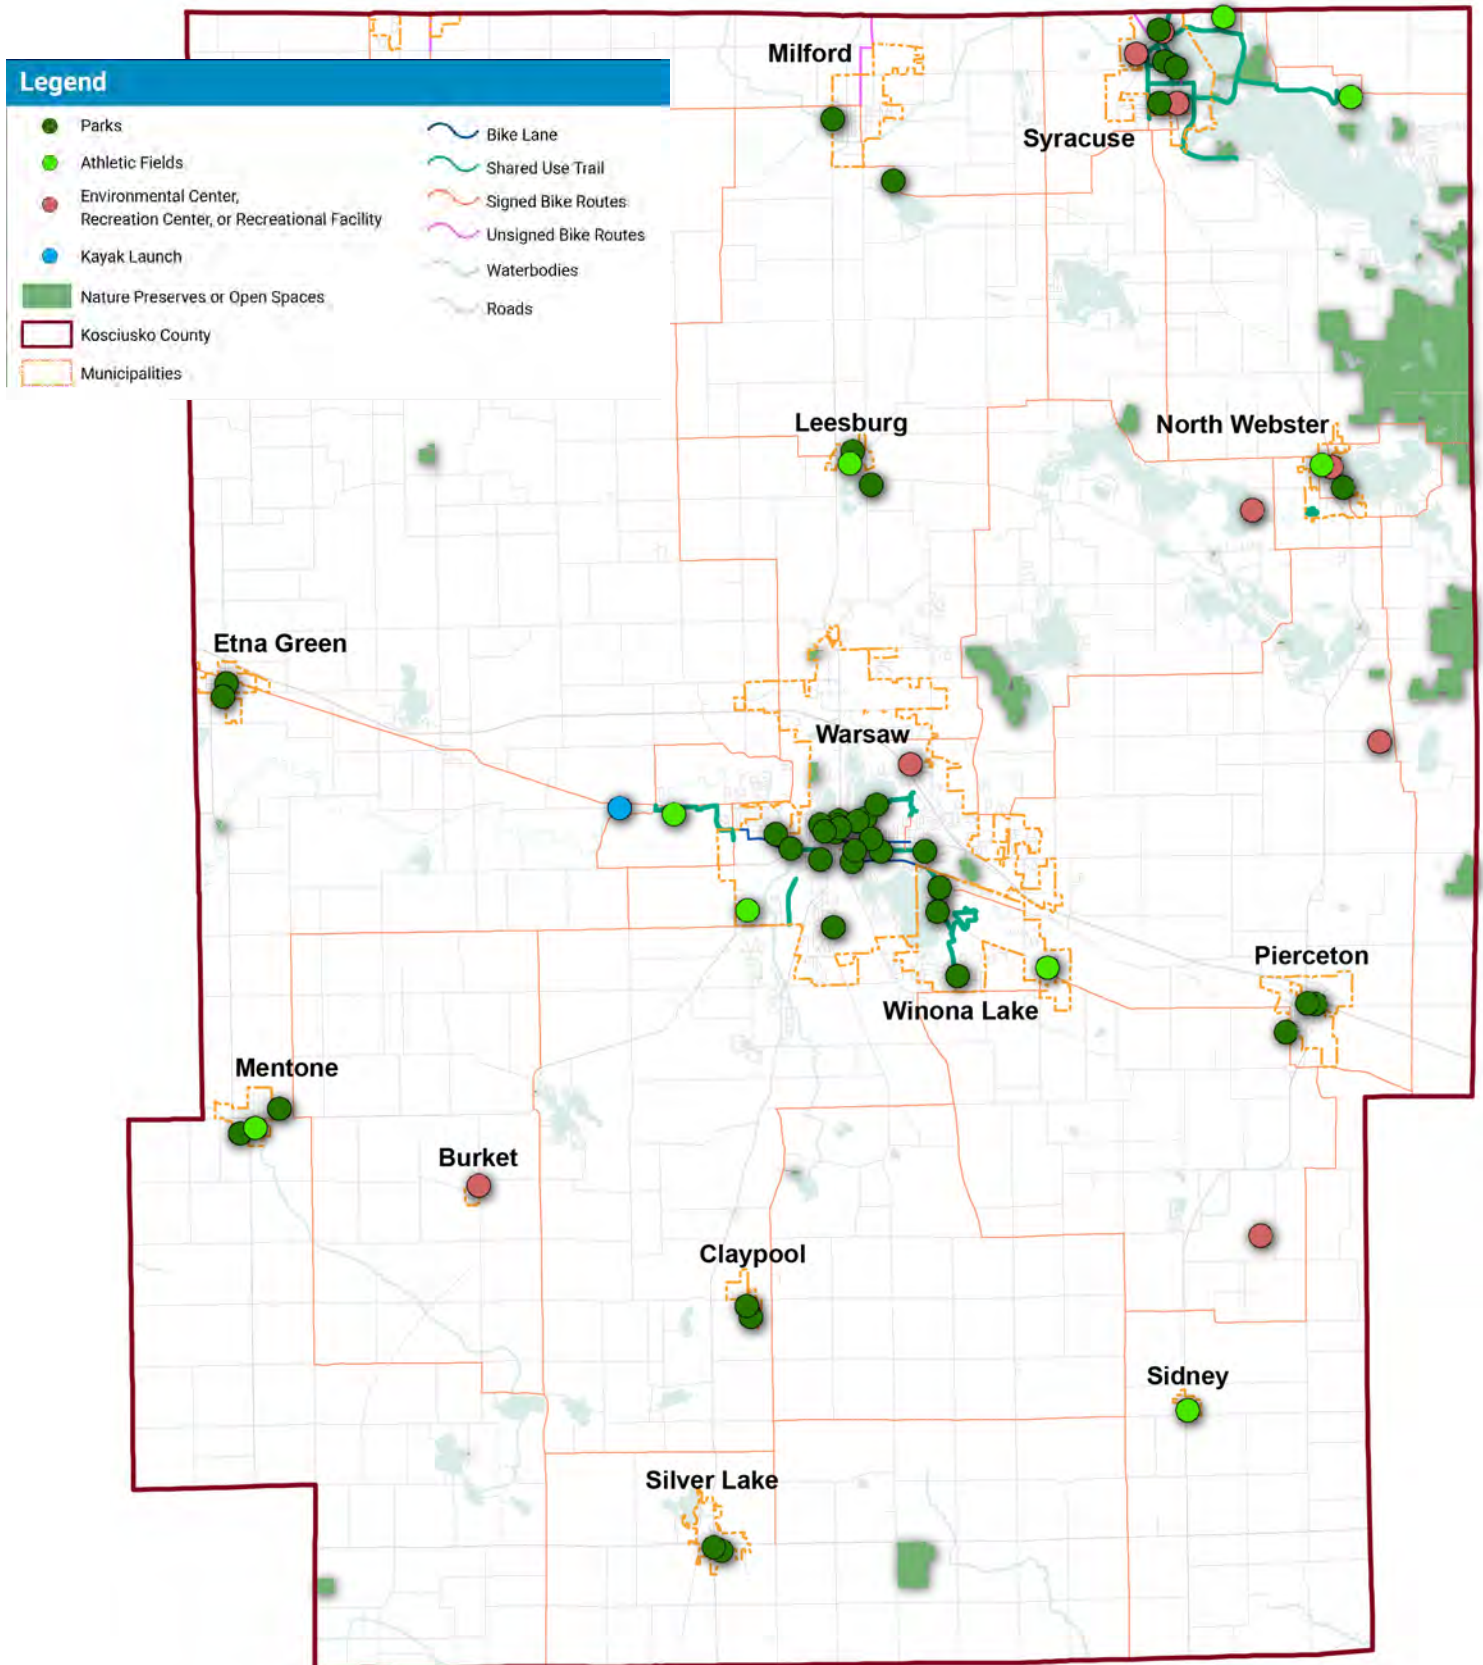 Legend
Parks
Athletic Fields
Environmental Center,
Recreation Center, or Recreational Facility
Kayak Launch
Nature Preserves or Open Spaces
Kosciusko County
Municipalities
Bike Lane
Shared Use Trail
Signed Bike Routes
Unsigned Bike Routes
Waterbodies
Roads
Milford
Syracuse
Leesburg
North Webster
Etna Green
Warsaw
Pierceton
Winona Lake
Mentone
Burket
Claypool
Sidney
Silver Lake